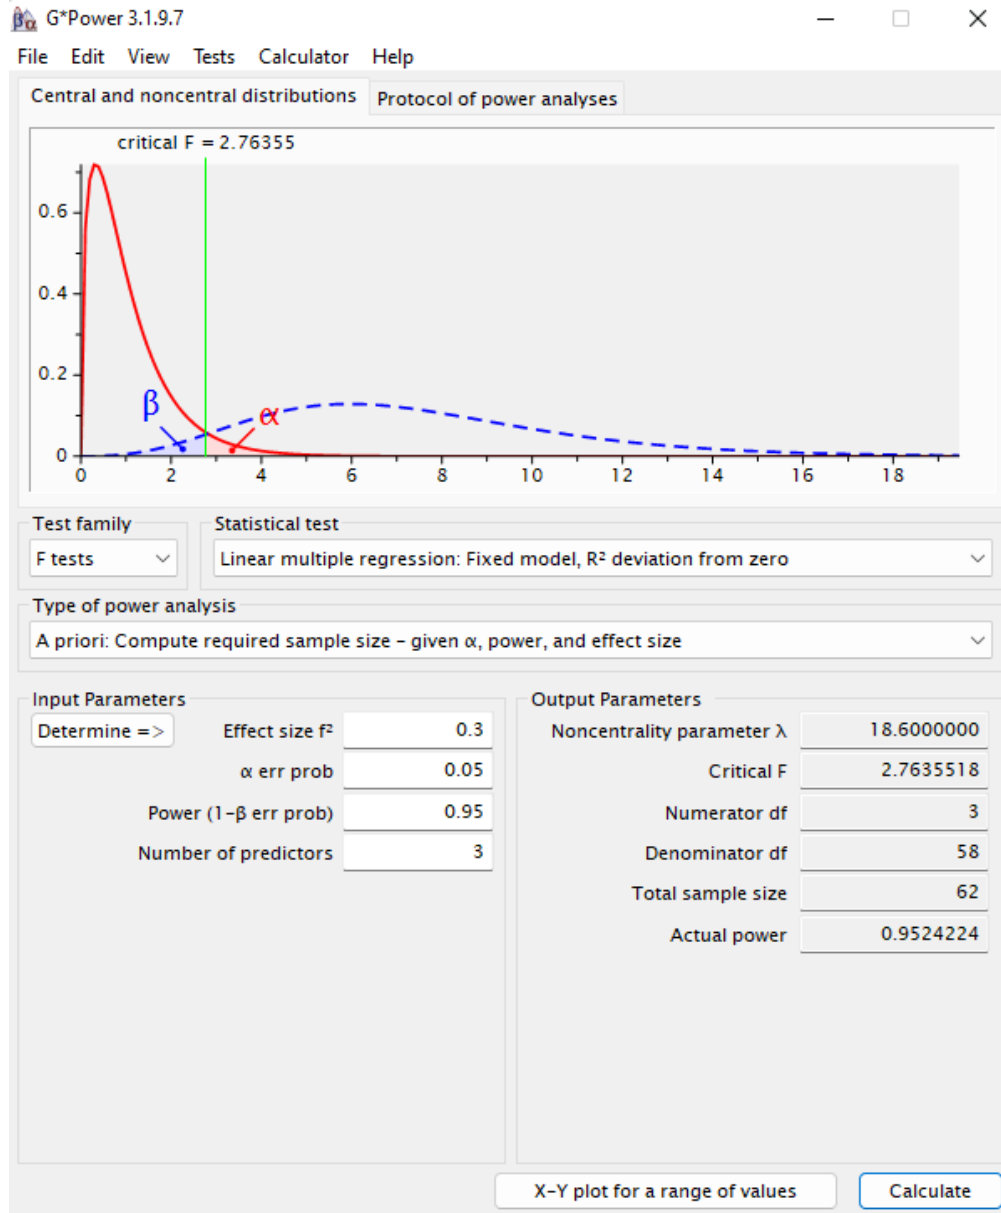 βα G*Power 3.1.9.7
File Edit View Tests Calculator Help
Central and noncentral distributions Protocol of power analyses
critical F = 2.76355
0.6
0.4
0.2
β α
0
0 2 4 6 8 10 12 14 16 18
Test family Statistical test
F tests Linear multiple regression: Fixed model, R² deviation from zero
Type of power analysis
A priori: Compute required sample size - given α, power, and effect size
Input Parameters Output Parameters
Determine => Effect size f² 0.3 Noncentrality parameter λ 18.6000000
α err prob 0.05 Critical F 2.7635518
Power (1-β err prob) 0.95 Numerator df 3
Number of predictors 3 Denominator df 58
Total sample size 62
Actual power 0.9524224
X-Y plot for a range of values Calculate